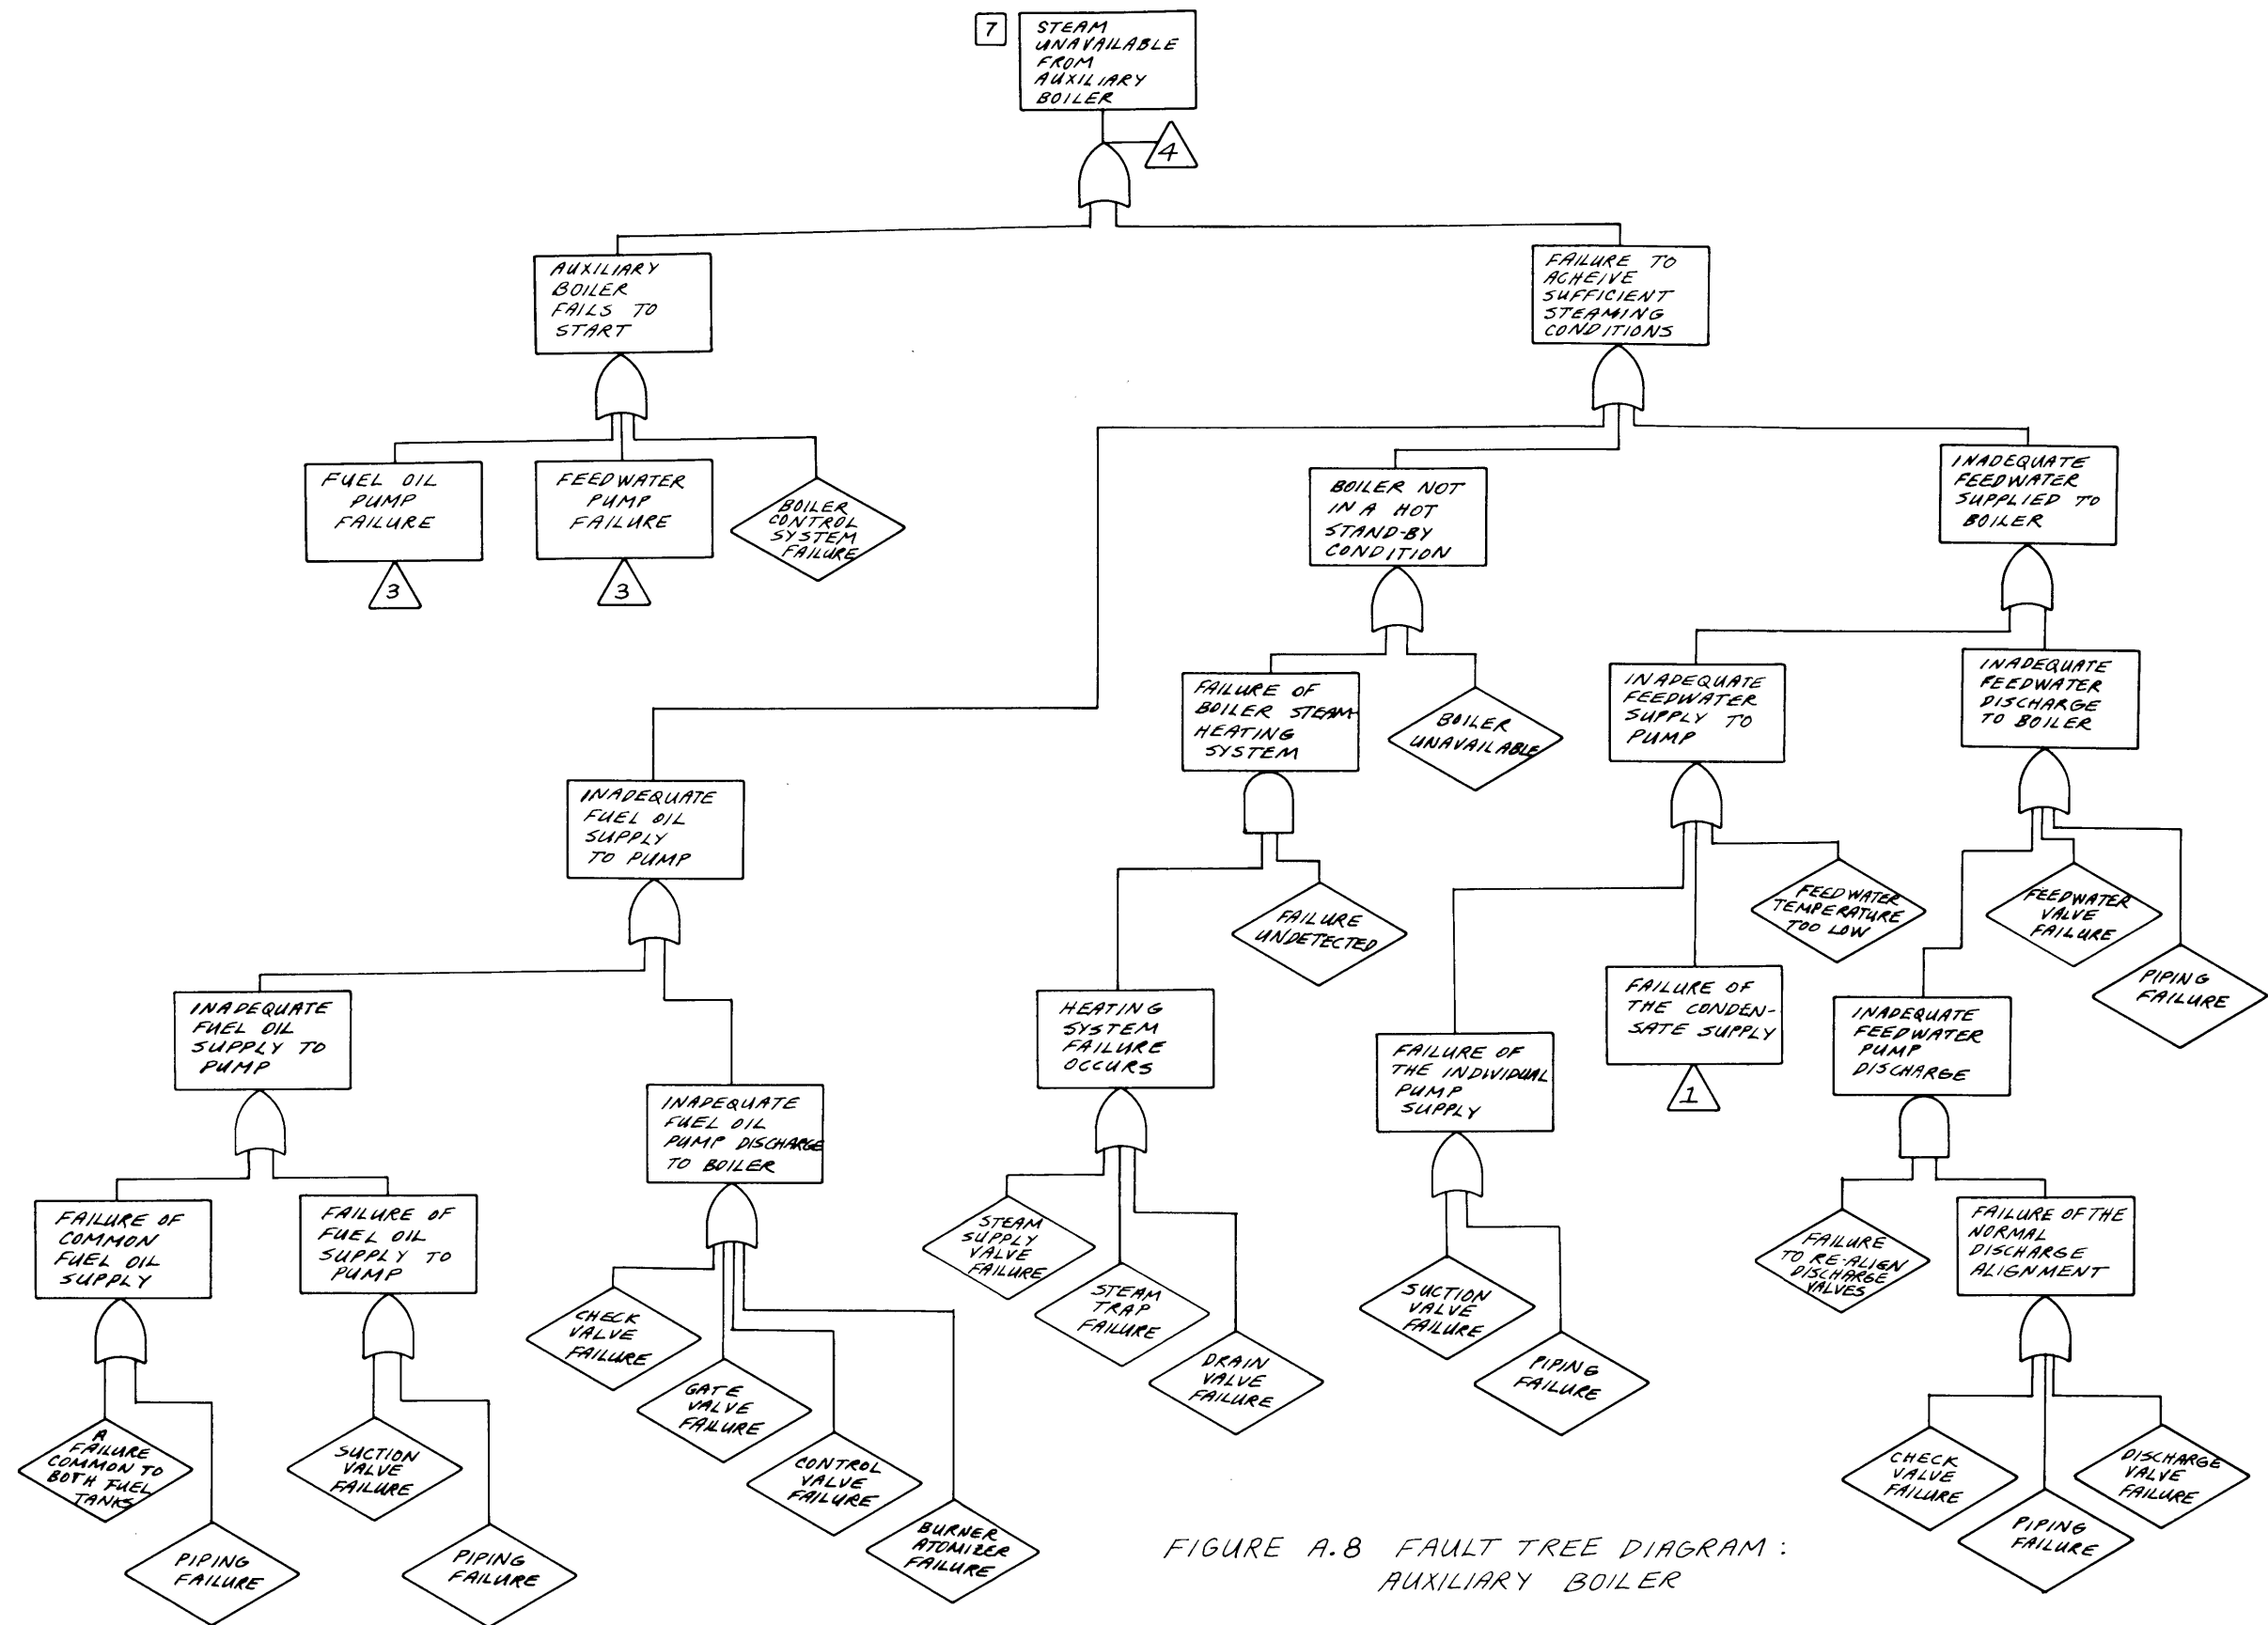 7
STEAM
UNAVAILABLE
FROM
AUXILIARY
BOILER
4
AUXILIARY
BOILER
FAILS TO
START
FAILURE TO
ACHEIVE
SUFFICIENT
STEAMING
CONDITIONS
FUEL OIL
PUMP
FAILURE
3
FEEDWATER
PUMP
FAILURE
3
BOILER
CONTROL
SYSTEM
FAILURE
BOILER NOT
IN A HOT
STAND-BY
CONDITION
INADEQUATE
FEEDWATER
SUPPLIED TO
BOILER
FAILURE OF
BOILER STEAM-
HEATING
SYSTEM
BOILER
UNAVAILABLE
INADEQUATE
FEEDWATER
SUPPLY TO
PUMP
INADEQUATE
FEEDWATER
DISCHARGE
TO BOILER
INADEQUATE
FUEL OIL
SUPPLY
TO PUMP
FAILURE
UNDETECTED
FEEDWATER
TEMPERATURE
TOO LOW
FEEDWATER
VALVE
FAILURE
PIPING
FAILURE
INADEQUATE
FUEL OIL
SUPPLY TO
PUMP
INADEQUATE
FUEL OIL
PUMP DISCHARGE
TO BOILER
HEATING
SYSTEM
FAILURE
OCCURS
FAILURE OF
THE INDIVIDUAL
PUMP
SUPPLY
FAILURE OF
THE CONDEN-
SATE SUPPLY
1
INADEQUATE
FEEDWATER
PUMP
DISCHARGE
FAILURE OF
COMMON
FUEL OIL
SUPPLY
FAILURE OF
FUEL OIL
SUPPLY TO
PUMP
STEAM
SUPPLY
VALVE
FAILURE
STEAM
TRAP
FAILURE
DRAIN
VALVE
FAILURE
SUCTION
VALVE
FAILURE
PIPING
FAILURE
FAILURE
TO RE-ALIGN
DISCHARGE
VALVES
FAILURE OF THE
NORMAL
DISCHARGE
ALIGNMENT
CHECK
VALVE
FAILURE
GATE
VALVE
FAILURE
CONTROL
VALVE
FAILURE
BURNER
ATOMIZER
FAILURE
A
FAILURE
COMMON TO
BOTH FUEL
TANKS
PIPING
FAILURE
SUCTION
VALVE
FAILURE
PIPING
FAILURE
CHECK
VALVE
FAILURE
PIPING
FAILURE
DISCHARGE
VALVE
FAILURE
FIGURE A.8 FAULT TREE DIAGRAM:
AUXILIARY BOILER